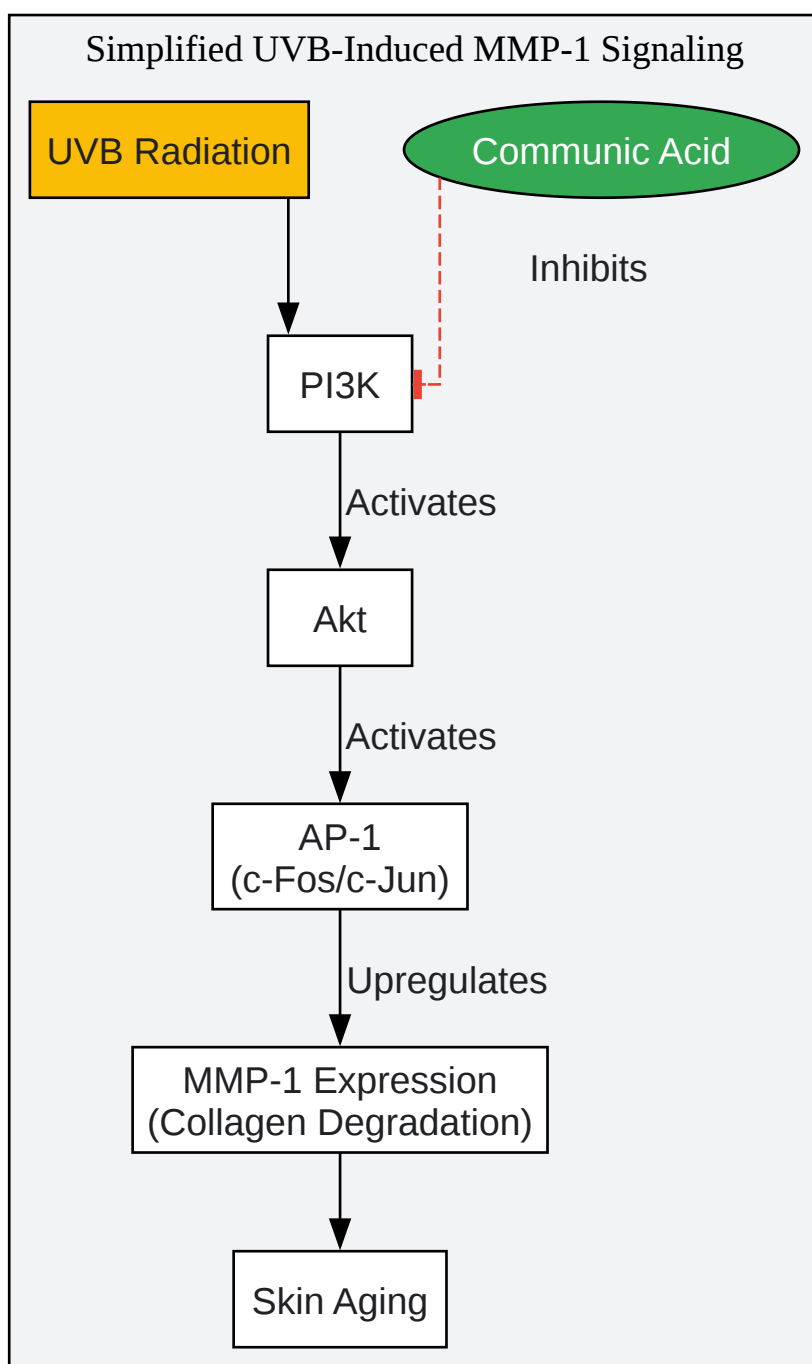 Simplified UVB-Induced MMP-1 Signaling
UVB Radiation
Communic Acid
Inhibits
PI3K
Activates
Akt
Activates
AP-1
(c-Fos/c-Jun)
Upregulates
MMP-1 Expression
(Collagen Degradation)
Skin Aging